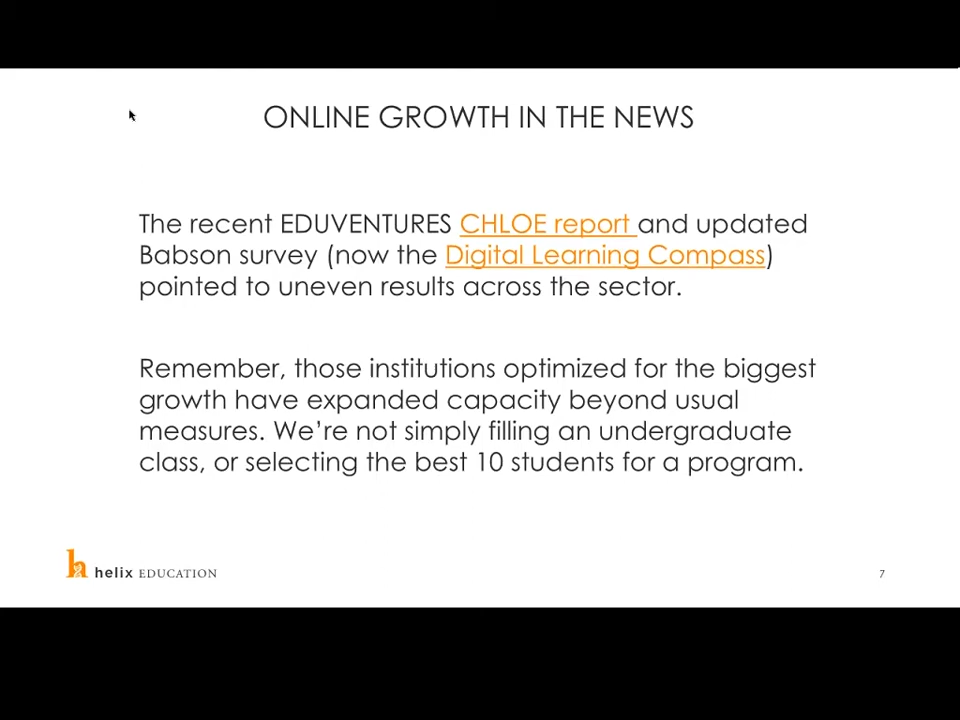 ONLINE GROWTH IN THE NEWS
The recent EDUVENTURES CHLOE report and updated
Babson survey (now the Digital Learning Compass)
pointed to uneven results across the sector.
Remember, those institutions optimized for the biggest
growth have expanded capacity beyond usual
measures. We’re not simply filling an undergraduate
class, or selecting the best 10 students for a program.
h helix EDUCATION
7